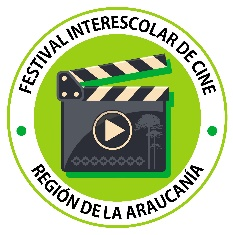 FESTIVAL INTERESCOLAR DE CINE
REGIÓN DE LA ARAUCANÍA